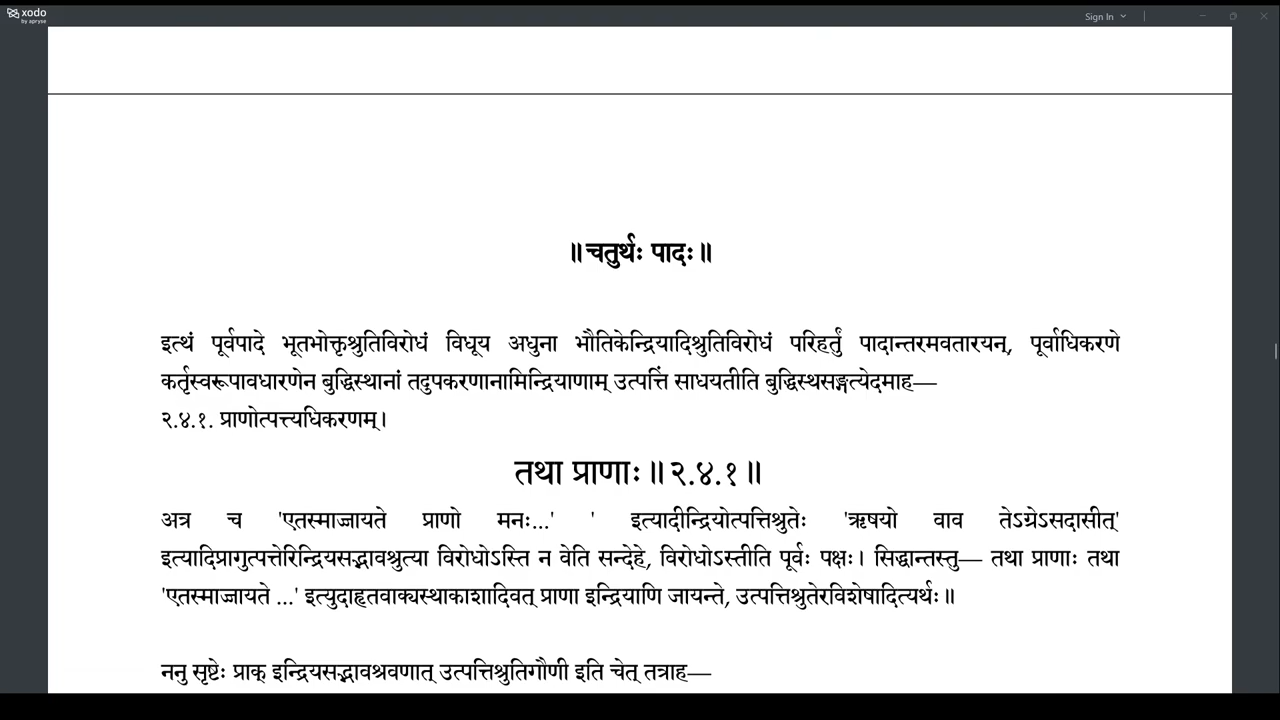 xodo
by apryse
Sign In
॥ चतुर्थः पादः ॥
इत्थं पूर्वपादे भूतभोक्तृश्रुतिविरोधं विधूय अधुना भौतिकेन्द्रियादिश्रुतिविरोधं परिहर्तुं पादान्तरमवतारयन्, पूर्वाधिकरणे
कर्तृस्वरूपावधारणेन बुद्धिस्थानां तदुपकरणानामिन्द्रियाणाम् उत्पत्तिं साधयतीति बुद्धिस्थसङ्गत्येदमाह—
२.४.१. प्राणोत्पत्त्यधिकरणम्।
तथा प्राणाः॥२.४.१॥
अत्र च 'एतस्माज्जायते प्राणो मनः...' ' इत्यादीन्द्रियोत्पत्तिश्रुतेः 'ऋषयो वाव तेऽग्रेऽसदासीत्'
इत्यादिप्रागुत्पत्तेरिन्द्रियसद्भावश्रुत्या विरोधोऽस्ति न वेति सन्देहे, विरोधोऽस्तीति पूर्वः पक्षः। सिद्धान्तस्तु— तथा प्राणाः तथा
'एतस्माज्जायते ...' इत्युदाहृतवाक्यस्थाकाशादिवत् प्राणा इन्द्रियाणि जायन्ते, उत्पत्तिश्रुतेरविशेषादित्यर्थः॥
ननु सृष्टेः प्राक् इन्द्रियसद्भावश्रवणात् उत्पत्तिश्रुतिर्गौणी इति चेत् तत्राह—